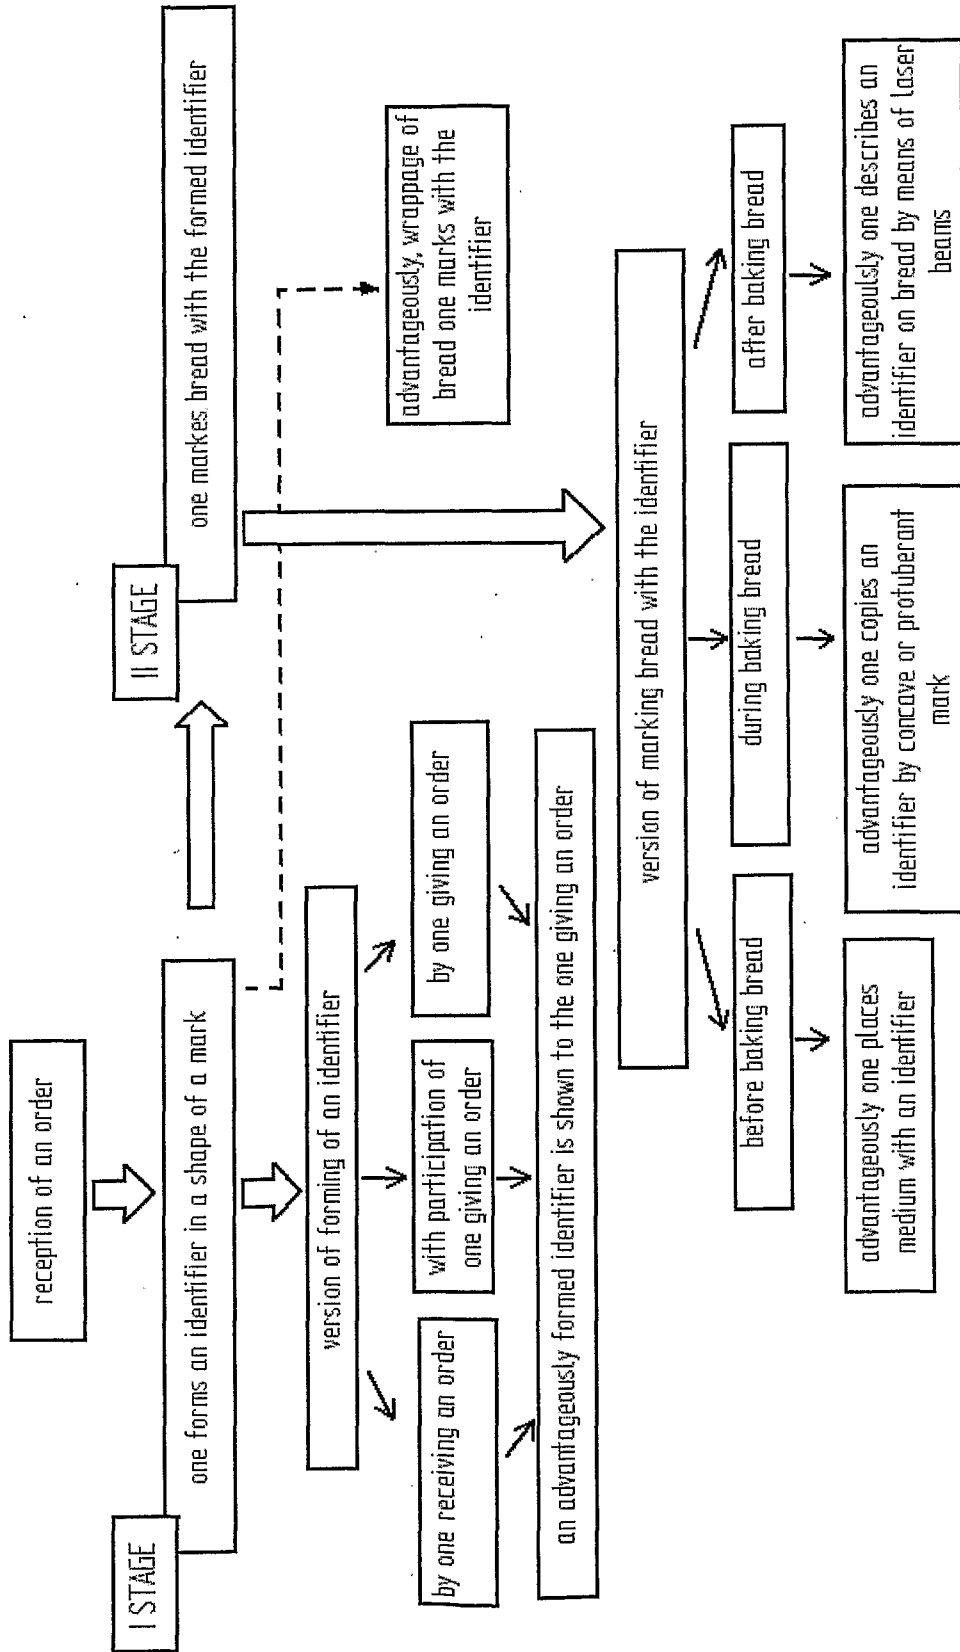 reception of an order
I STAGE
one forms an identifier in a shape of a mark
version of forming of an identifier
by one receiving an order
with participation of
one giving an order
by one giving an order
an advantageously formed identifier is shown to the one giving an order
II STAGE
one markes bread with the formed identifier
advantageously, wrappage of
bread one marks with the
identifier
version of marking bread with the identifier
before baking bread
during baking bread
after baking bread
advantageously one places
medium with an identifier
advantageously one copies an
identifier by concave or protuberant
mark
advantageoulsly one describes an
identifier on bread by means of laser
beams